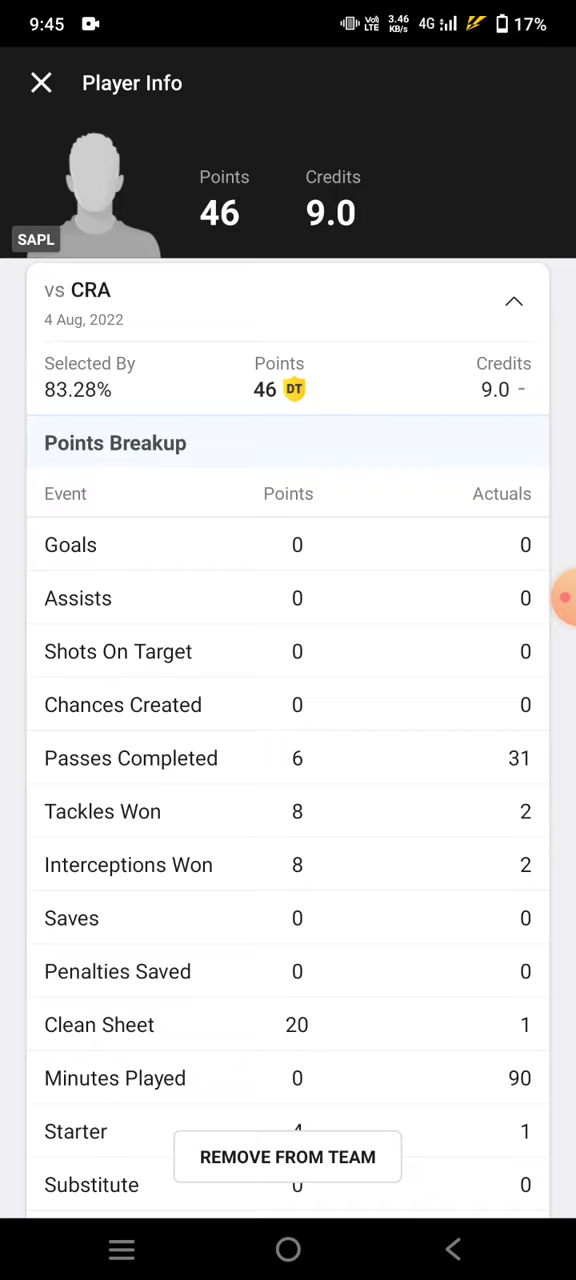 9:45 Vo) LTE 3.46 KB/s 4G 17%
Player Info
Points Credits
46 9.0
SAPL
vs CRA
4 Aug, 2022
Selected By Points Credits
83.28% 46 DT 9.0 -
Points Breakup
Event Points Actuals
Goals 0 0
Assists 0 0
Shots On Target 0 0
Chances Created 0 0
Passes Completed 6 31
Tackles Won 8 2
Interceptions Won 8 2
Saves 0 0
Penalties Saved 0 0
Clean Sheet 20 1
Minutes Played 0 90
Starter 4 1
REMOVE FROM TEAM
Substitute 0 0